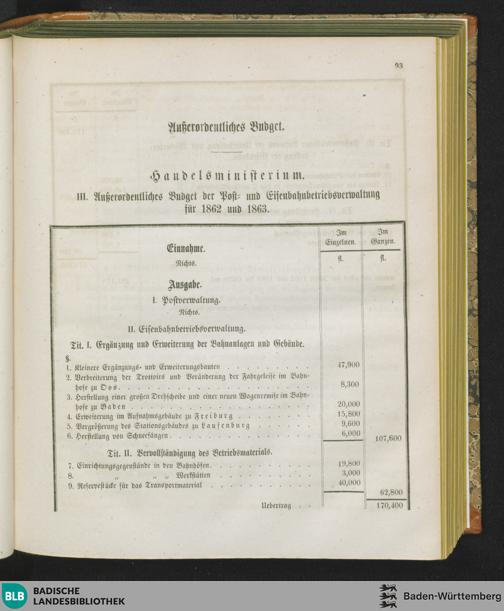 93
Außerordentliches Budget.
Handelsministerium.
III. Außerordentliches Budget der Post- und Eisenbahnbetriebsverwaltung
für 1862 und 1863.
Im Einzelnen. Im Ganzen.
Einnahme. fl. fl.
Nichts.
Ausgabe.
I. Postverwaltung.
Nichts.
II. Eisenbahnbetriebsverwaltung.
Tit. I. Ergänzung und Erweiterung der Bahnanlagen und Gebäude.
§.
1. Kleinere Ergänzungs- und Erweiterungsbauten 47,900
2. Verbreiterung der Trottoirs und Veränderung der Fahrgeleise im Bahn-
hofe zu Oos 8,300
3. Herstellung einer großen Drehscheibe und einer neuen Wagenremise im Bahn-
hofe zu Baden 20,000
4. Erweiterung im Aufnahmsgebäude zu Freiburg 15,800
5. Vergrößerung des Stationsgebäudes zu Laufenburg 9,600
6. Herstellung von Schneefängen 6,000
107,600
Tit. II. Vervollständigung des Betriebsmaterials.
7. Einrichtungsgegenstände in den Bahnhöfen 19,800
8. „ „ „ Werkstätten 3,000
9. Reservestücke für das Transportmaterial 40,000
62,800
Uebertrag 170,400
BLB BADISCHE
LANDESBIBLIOTHEK
Baden-Württemberg